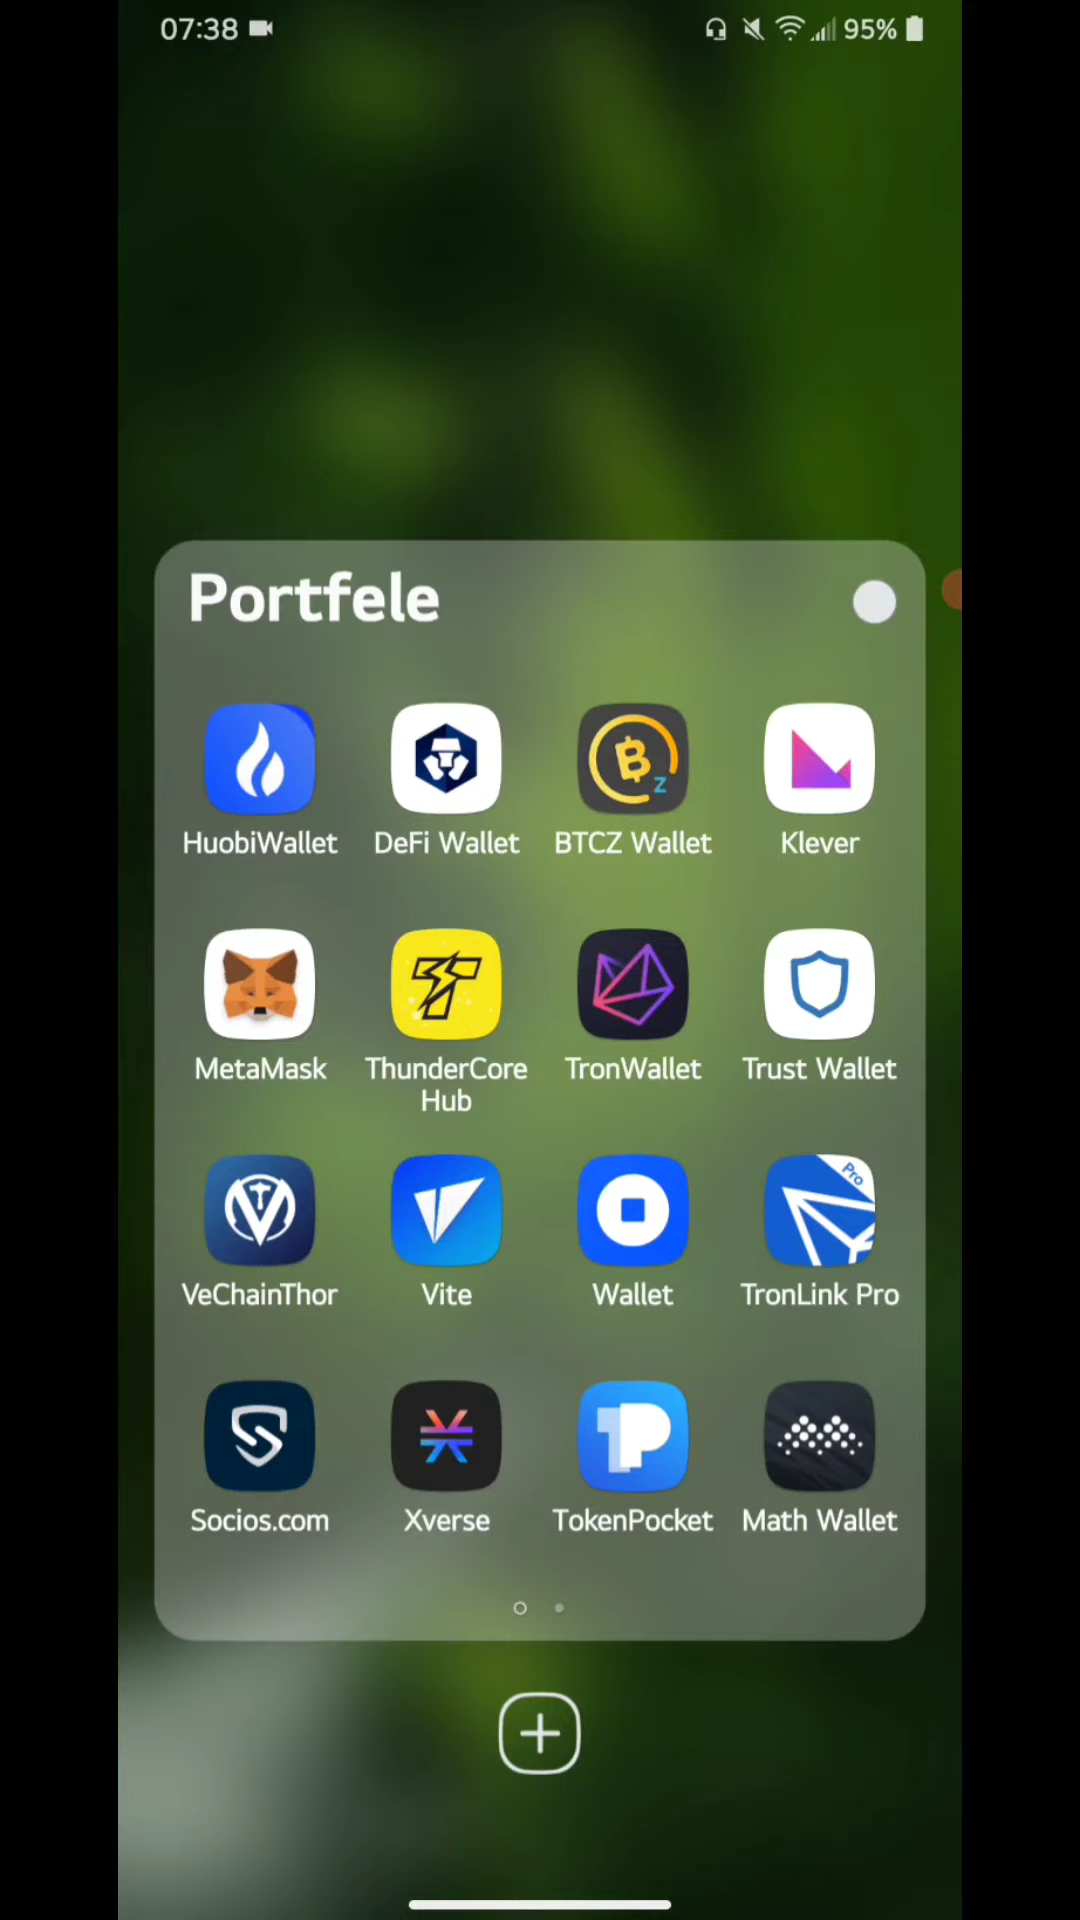 07:38
95%
Portfele
HuobiWallet
DeFi Wallet
BTCZ Wallet
Klever
MetaMask
ThunderCore
Hub
TronWallet
Trust Wallet
VeChainThor
Vite
Wallet
Pro
TronLink Pro
Socios.com
Xverse
TokenPocket
Math Wallet